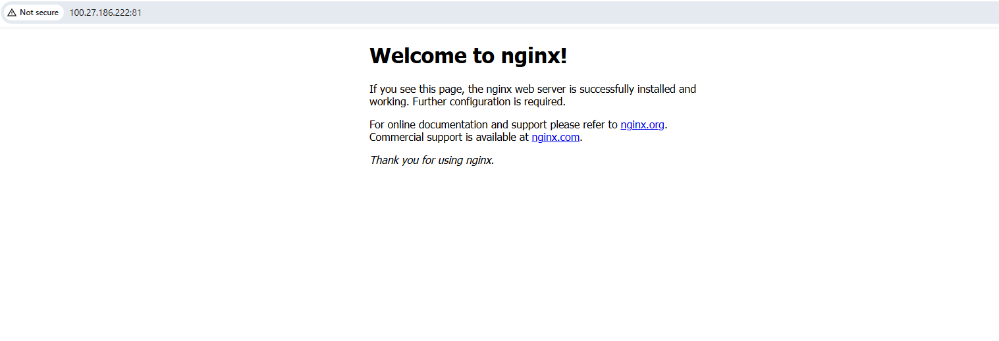 Not secure 100.27.186.222:81
Welcome to nginx!
If you see this page, the nginx web server is successfully installed and
working. Further configuration is required.
For online documentation and support please refer to nginx.org.
Commercial support is available at nginx.com.
Thank you for using nginx.